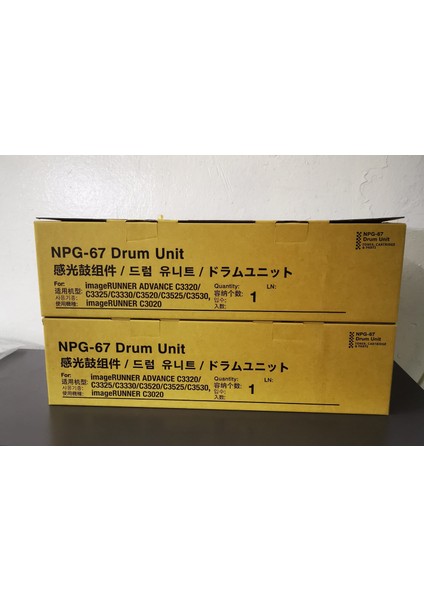 NPG-67 Drum Unit
感光鼓组件 / 드럼 유니트 / ドラムユニット
For:
适用机型:
사용기종:
使用機種:
imageRUNNER ADVANCE C3320/
C3325/C3330/C3520/C3525/C3530,
imageRUNNER C3020
Quantity:
容纳个数:
입수:
入数:
1
LN:
NPG-67
Drum Unit
NPG-67 Drum Unit
感光鼓组件 / 드럼 유니트 / ドラムユニット
For:
适用机型:
사용기종:
使用機種:
imageRUNNER ADVANCE C3320/
C3325/C3330/C3520/C3525/C3530,
imageRUNNER C3020
Quantity:
容纳个数:
입수:
入数:
1
LN:
NPG-67
Drum Unit